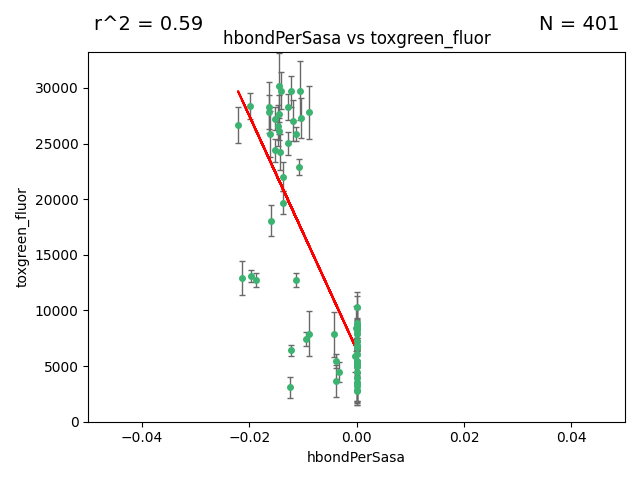 r^2 = 0.59
N = 401
hbondPerSasa vs toxgreen_fluor
30000
25000
20000
15000
10000
5000
0
toxgreen_fluor
−0.04
−0.02
0.00
0.02
0.04
hbondPerSasa